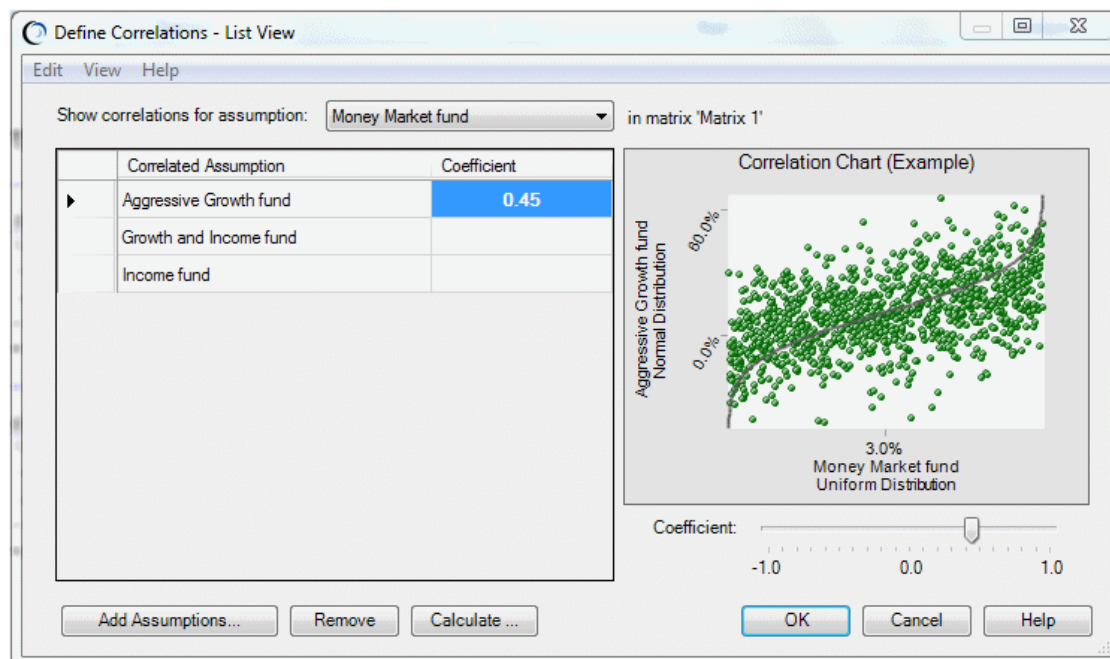 Define Correlations - List View
Edit View Help
Show correlations for assumption: Money Market fund in matrix 'Matrix 1'
Correlated Assumption Coefficient
Aggressive Growth fund 0.45
Growth and Income fund
Income fund
Correlation Chart (Example)
Aggressive Growth fund
Normal Distribution
60.0%
0.0%
3.0%
Money Market fund
Uniform Distribution
Coefficient:
-1.0 0.0 1.0
Add Assumptions... Remove Calculate ... OK Cancel Help